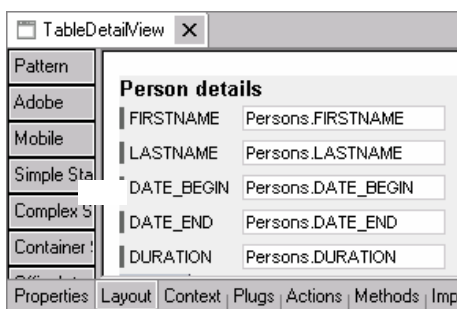 TableDetailView
Pattern
Adobe
Mobile
Simple Sta
Complex S
Container
Person details
FIRSTNAME Persons.FIRSTNAME
LASTNAME Persons.LASTNAME
DATE_BEGIN Persons.DATE_BEGIN
DATE_END Persons.DATE_END
DURATION Persons.DURATION
Properties Layout Context Plugs Actions Methods Imp